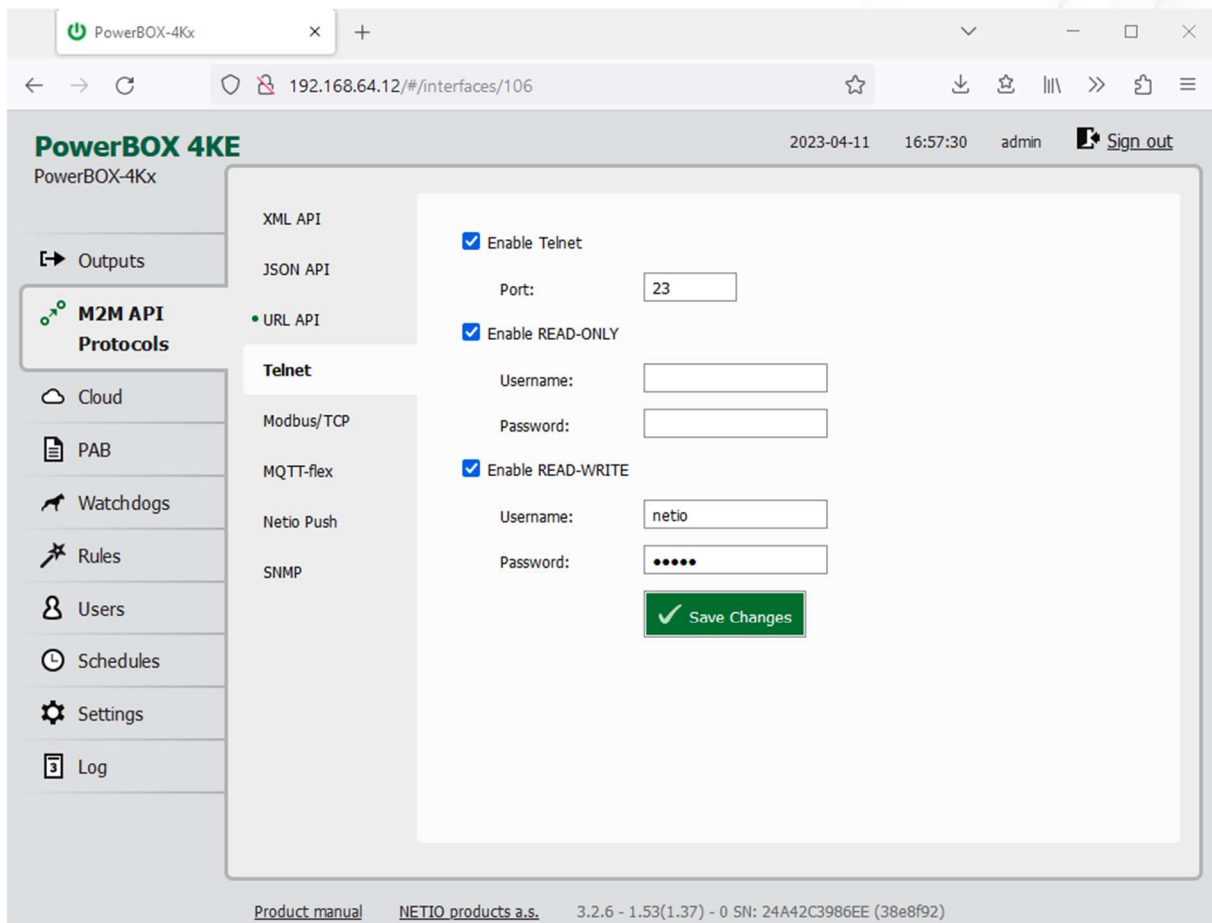 PowerBOX-4Kx
192.168.64.12/#/interfaces/106
PowerBOX 4KE
2023-04-11 16:57:30 admin Sign out
PowerBOX-4Kx
Outputs
M2M API
Protocols
Cloud
PAB
Watchdogs
Rules
Users
Schedules
Settings
3
Log
XML API
JSON API
• URL API
Telnet
Modbus/TCP
MQTT-flex
Netio Push
SNMP
Enable Telnet
Port: 23
Enable READ-ONLY
Username:
Password:
Enable READ-WRITE
Username: netio
Password: •••••
Save Changes
Product manual NETIO products a.s. 3.2.6 - 1.53(1.37) - 0 SN: 24A42C3986EE (38e8f92)